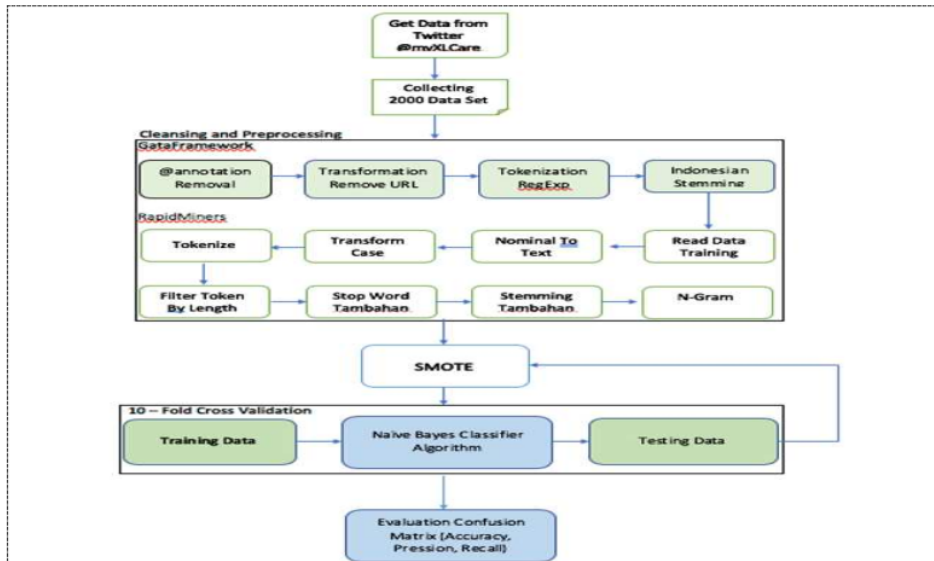 Get Data from
Twitter
@myXLCare
Collecting
2000 Data Set
Cleansing and Preprocessing
GataFramework
@annotation
Removal
Transformation
Remove URL
Tokenization
RegExp
Indonesian
Stemming
RapidMiners
Tokenize
Transform
Case
Nominal To
Text
Read Data
Training
Filter Token
By Length
Stop Word
Tambahan
Stemming
Tambahan
N-Gram
SMOTE
10 – Fold Cross Validation
Training Data
Naïve Bayes Classifier
Algorithm
Testing Data
Evaluation Confusion
Matrix (Accuracy,
Pression, Recall)